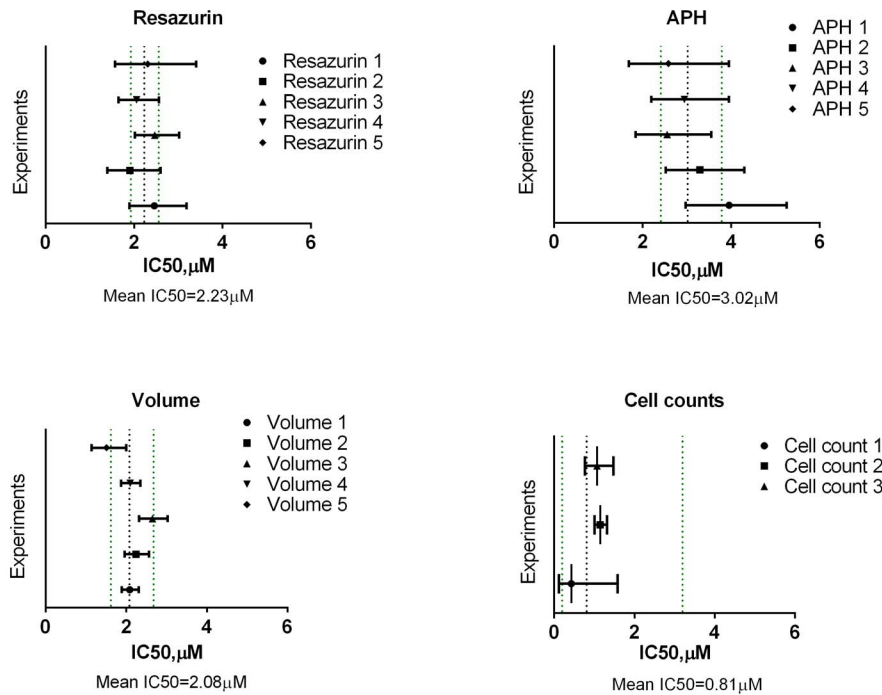 Resazurin
Experiments
Resazurin 1
Resazurin 2
Resazurin 3
Resazurin 4
Resazurin 5
0 2 4 6
IC50,μM
Mean IC50=2.23μM
APH
Experiments
APH 1
APH 2
APH 3
APH 4
APH 5
0 2 4 6
IC50,μM
Mean IC50=3.02μM
Volume
Experiments
Volume 1
Volume 2
Volume 3
Volume 4
Volume 5
0 2 4 6
IC50,μM
Mean IC50=2.08μM
Cell counts
Experiments
Cell count 1
Cell count 2
Cell count 3
0 2 4 6
IC50,μM
Mean IC50=0.81μM